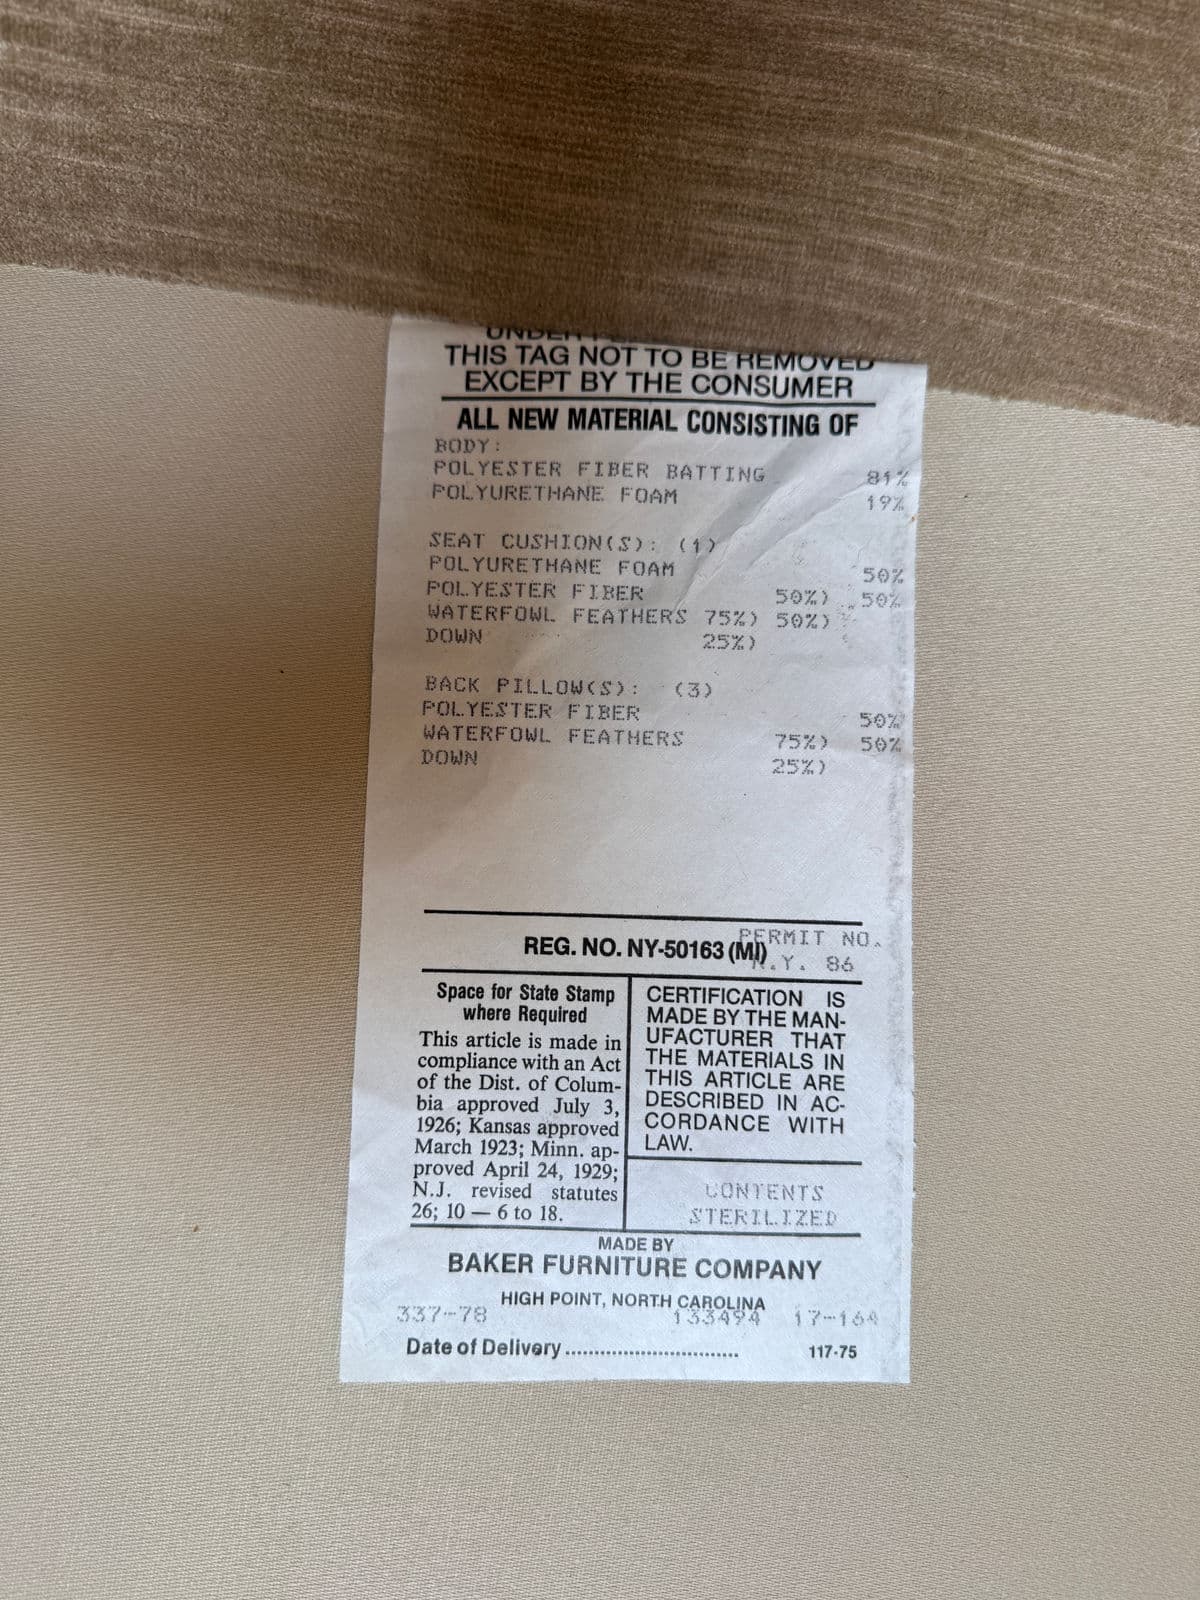 THIS TAG NOT TO BE REMOVED
EXCEPT BY THE CONSUMER
ALL NEW MATERIAL CONSISTING OF
BODY:
POLYESTER FIBER BATTING 81%
POLYURETHANE FOAM 19%
SEAT CUSHION(S): (1)
POLYURETHANE FOAM 50%
POLYESTER FIBER 50%) 50%
WATERFOWL FEATHERS 75%) 50%)
DOWN 25%)
BACK PILLOW(S): (3)
POLYESTER FIBER 50%
WATERFOWL FEATHERS 75%) 50%
DOWN 25%)
PERMIT NO.
REG. NO. NY-50163 (MI)
N.Y. 86
Space for State Stamp
where Required
This article is made in
compliance with an Act
of the Dist. of Colum-
bia approved July 3,
1926; Kansas approved
March 1923; Minn. ap-
proved April 24, 1929;
N.J. revised statutes
26; 10 — 6 to 18.
CERTIFICATION IS
MADE BY THE MAN-
UFACTURER THAT
THE MATERIALS IN
THIS ARTICLE ARE
DESCRIBED IN AC-
CORDANCE WITH
LAW.
CONTENTS
STERILIZED
MADE BY
BAKER FURNITURE COMPANY
HIGH POINT, NORTH CAROLINA
337-78 133494 17-164
Date of Delivery .............................. 117-75